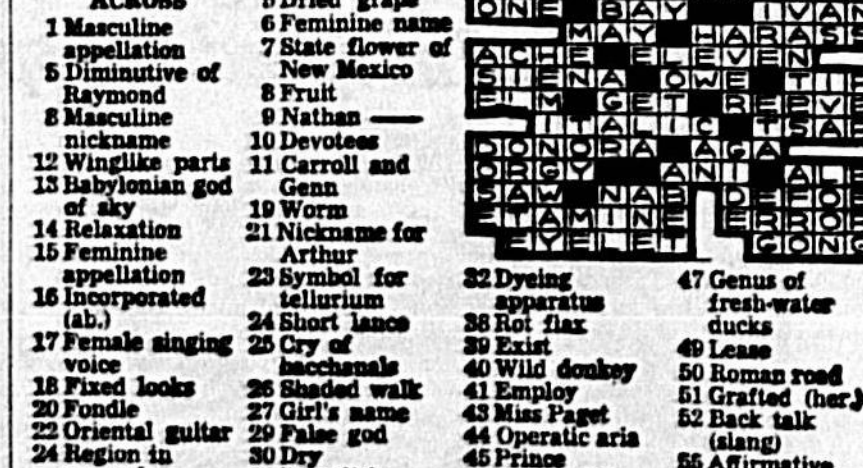 ACROSS
1 Masculine
appellation
5 Diminutive of
Raymond
8 Masculine
nickname
12 Winglike parts
13 Babylonian god
of sky
14 Relaxation
15 Feminine
appellation
16 Incorporated
(ab.)
17 Female singing
voice
18 Fixed looks
20 Fondle
22 Oriental guitar
24 Region in
5 Dried grape
6 Feminine name
7 State flower of
New Mexico
8 Fruit
9 Nathan ——
10 Devotees
11 Carroll and
Genn
19 Worm
21 Nickname for
Arthur
23 Symbol for
tellurium
24 Short lance
25 Cry of
bacchanals
26 Shaded walk
27 Girl's name
29 False god
30 Dry
ONE BAY IVAN
MAY HARASS
ACHE ELEVEN
SIENA OWE TIE
E'M GET REPVE
ITALIC TSAR
DONORA AGA
ORGY ANI ALE
SAW NAB DEFOE
ETAMINE ERRO
EYELET GONG
32 Dyeing
apparatus
38 Rot flax
39 Exist
40 Wild donkey
41 Employ
43 Miss Paget
44 Operatic aria
45 Prince
47 Genus of
fresh-water
ducks
49 Lease
50 Roman road
51 Grafted (her.)
52 Back talk
(slang)
55 Affirmative